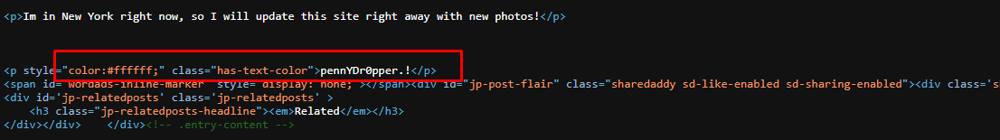 <p>Im in New York right now, so I will update this site right away with new photos!</p>
<p style="color:#ffffff;" class="has-text-color">pennYDr0pper.!</p>
<span id="wordads-inline-marker" style="display: none;"></span><div id="jp-post-flair" class="sharedaddy sd-like-enabled sd-sharing-enabled"><div class='s
<div id='jp-relatedposts' class='jp-relatedposts' >
<h3 class="jp-relatedposts-headline"><em>Related</em></h3>
</div></div> </div><!-- .entry-content -->